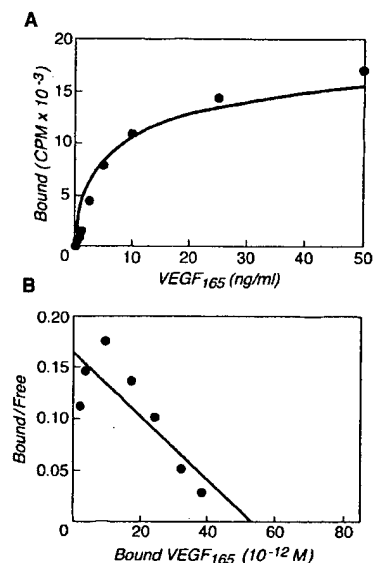 A
20
15
10
5
0
Bound (CPM x 10⁻³)
0 10 20 30 40 50
VEGF₁₆₅ (ng/ml)
B
0.20
0.15
0.10
0.05
Bound/Free
0 20 40 60 80
Bound VEGF₁₆₅ (10⁻¹² M)